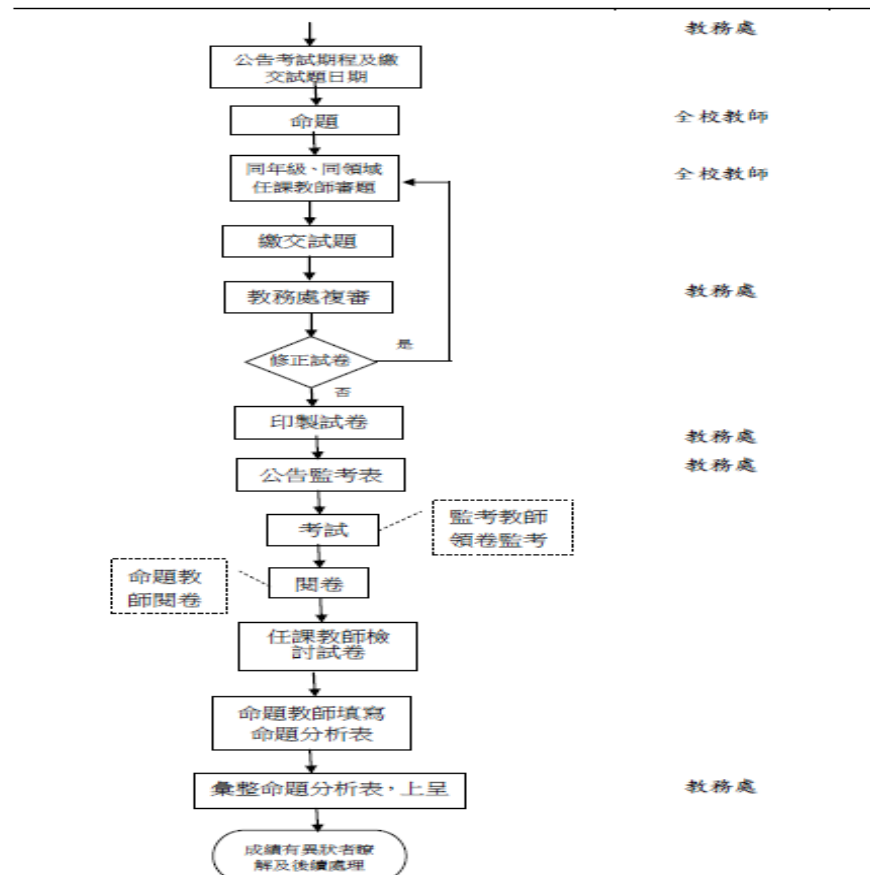 教務處
公告考試期程及繳
交試題日期
命題
全校教師
同年級、同領域
任課教師審題
全校教師
繳交試題
教務處複審
教務處
修正試卷
是
否
印製試卷
教務處
公告監考表
教務處
考試
監考教師
領卷監考
閱卷
命題教
師閱卷
任課教師檢
討試卷
命題教師填寫
命題分析表
彙整命題分析表，上呈
教務處
成績有異狀者瞭
解及後續處理